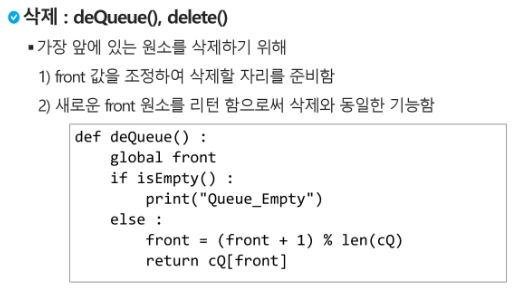 삭제 : deQueue(), delete()
▪가장 앞에 있는 원소를 삭제하기 위해
1) front 값을 조정하여 삭제할 자리를 준비함
2) 새로운 front 원소를 리턴 함으로써 삭제와 동일한 기능함
def deQueue() :
    global front
    if isEmpty() :
        print("Queue_Empty")
    else :
        front = (front + 1) % len(cQ)
        return cQ[front]